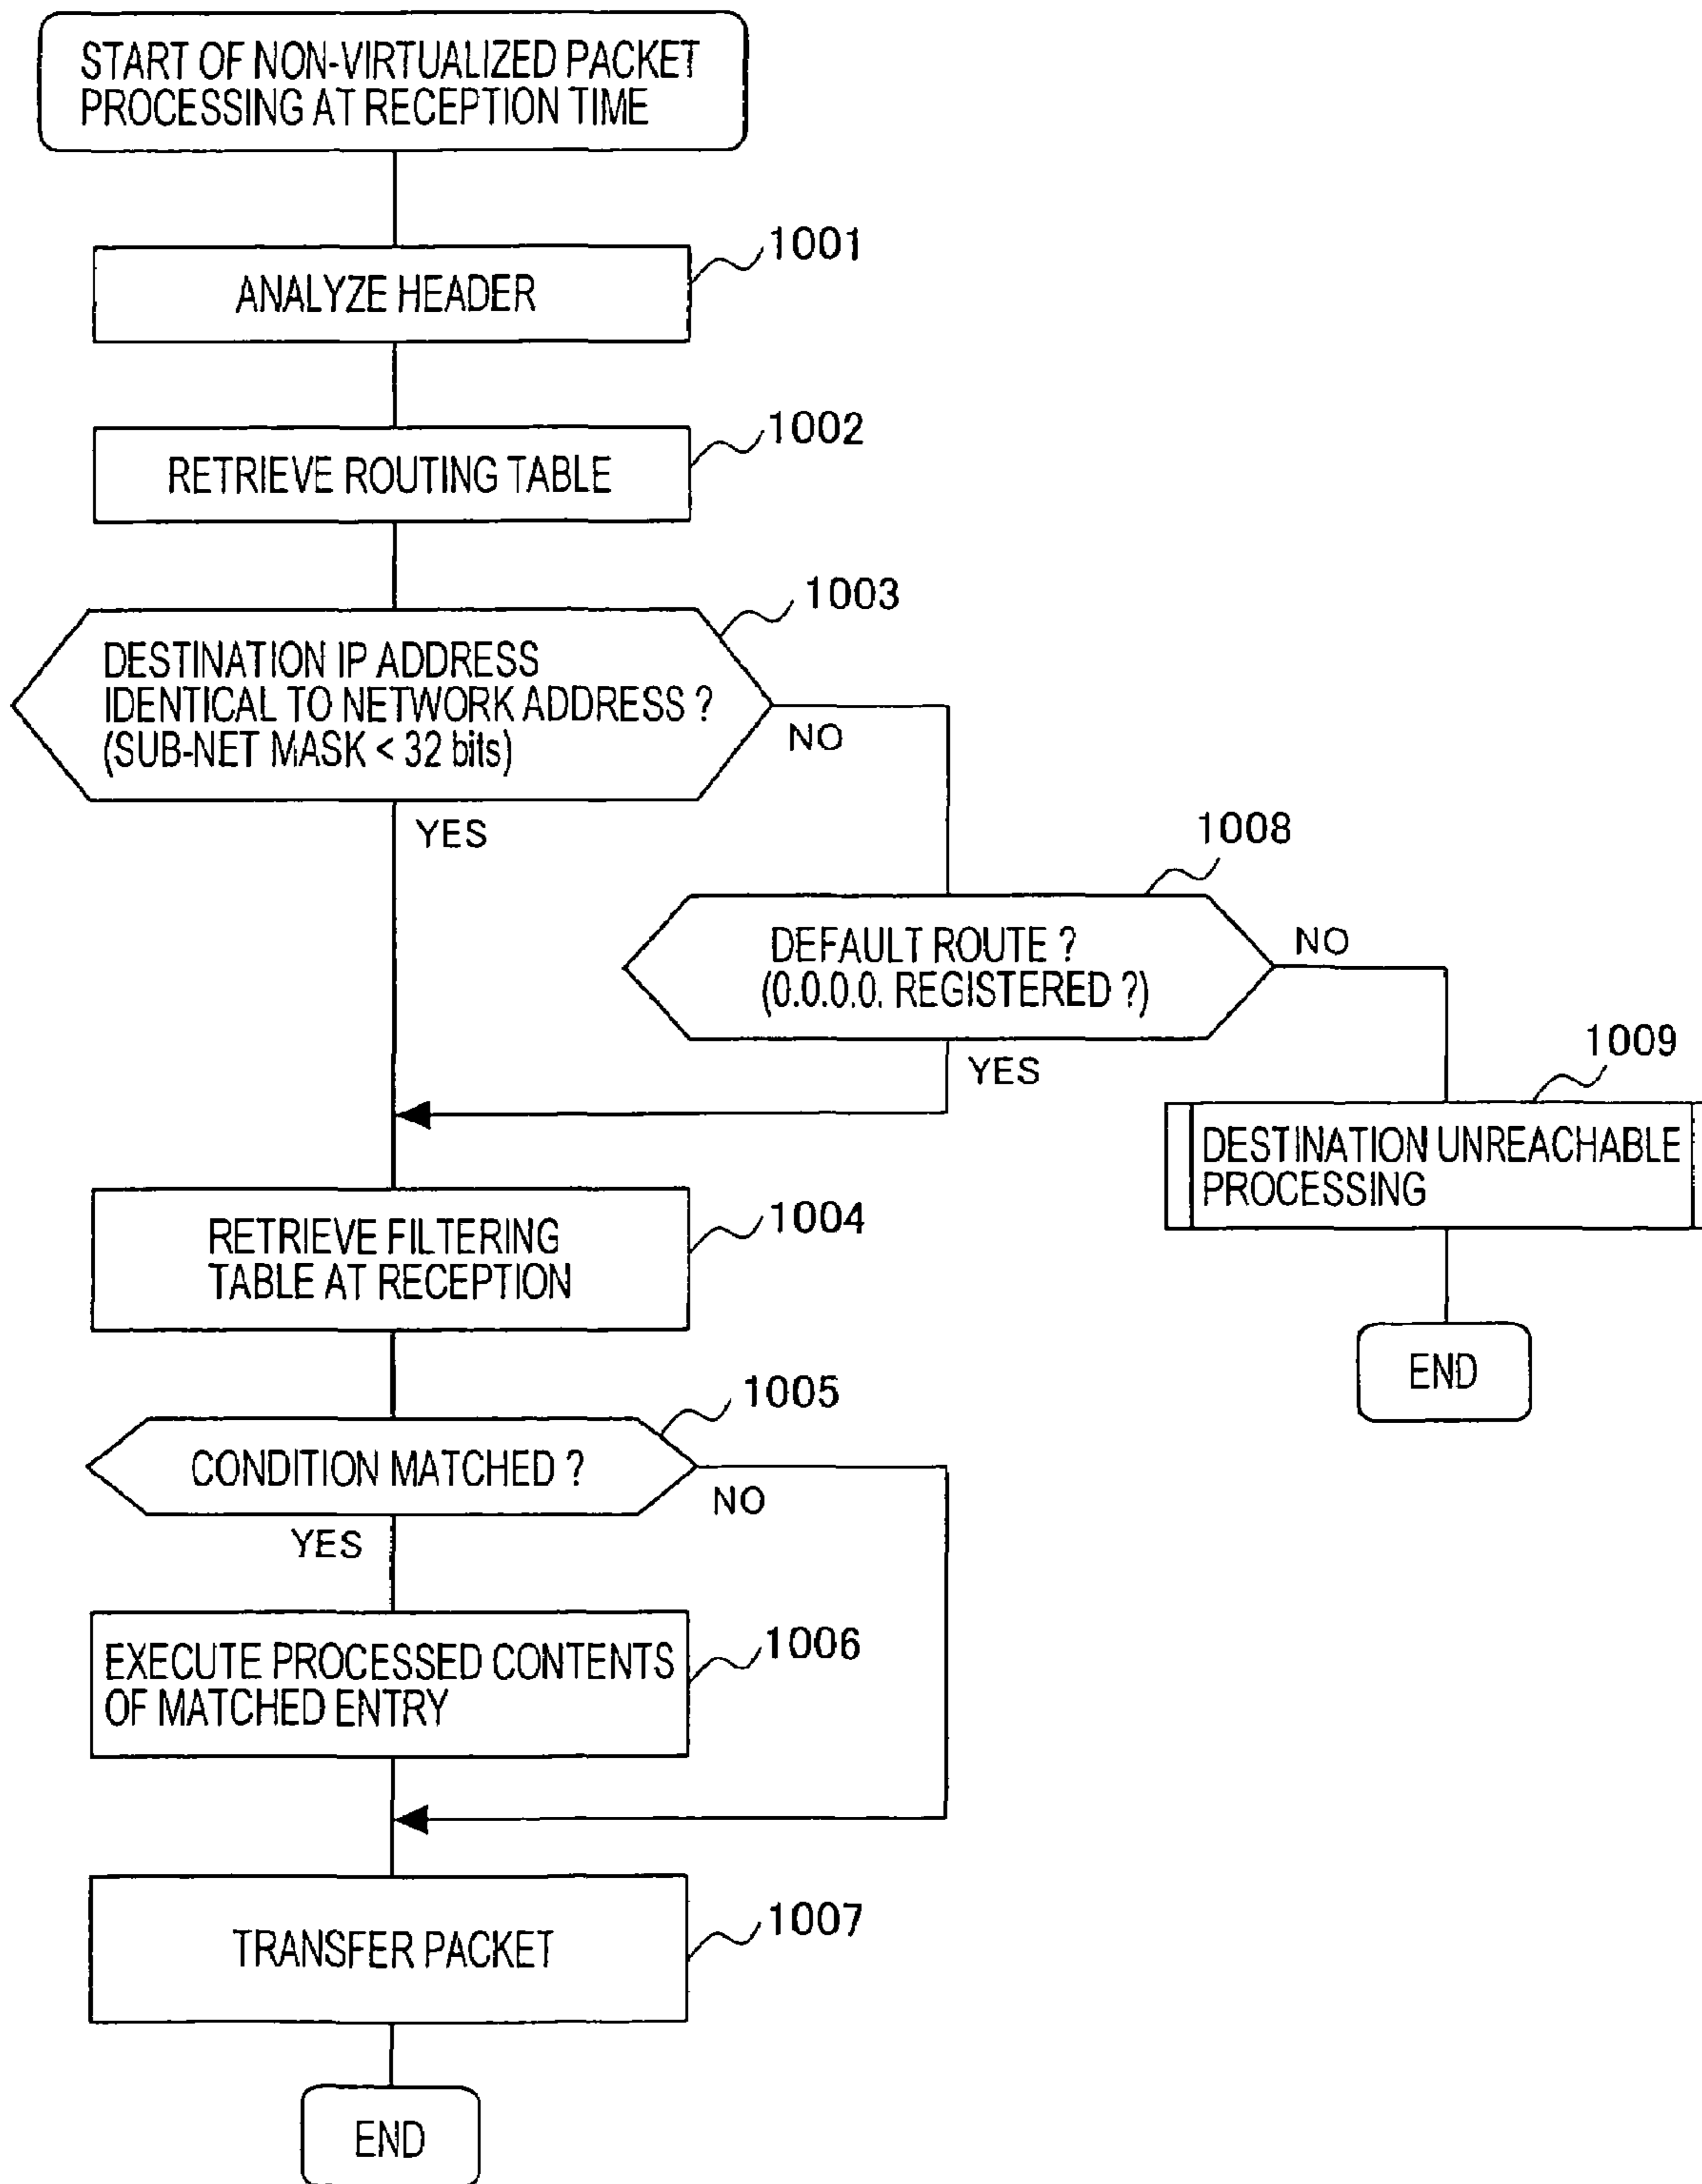 START OF NON-VIRTUALIZED PACKET
PROCESSING AT RECEPTION TIME
1001
ANALYZE HEADER
1002
RETRIEVE ROUTING TABLE
1003
DESTINATION IP ADDRESS
IDENTICAL TO NETWORK ADDRESS ?
(SUB-NET MASK < 32 bits)
NO
YES
1008
DEFAULT ROUTE ?
(0.0.0.0. REGISTERED ?)
NO
YES
1009
DESTINATION UNREACHABLE
PROCESSING
END
1004
RETRIEVE FILTERING
TABLE AT RECEPTION
1005
CONDITION MATCHED ?
NO
YES
1006
EXECUTE PROCESSED CONTENTS
OF MATCHED ENTRY
1007
TRANSFER PACKET
END